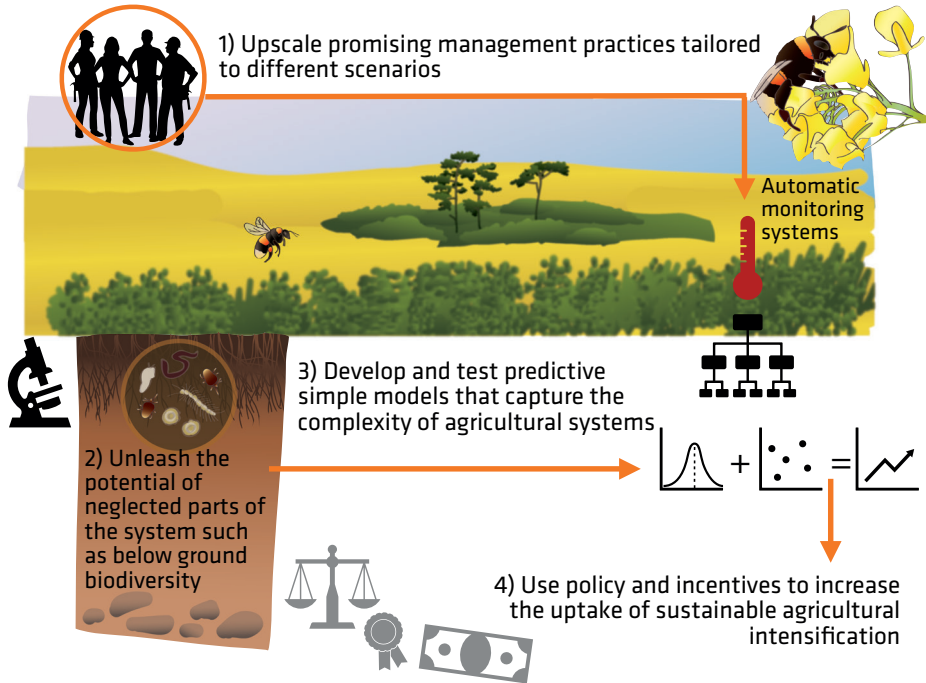 1) Upscale promising management practices tailored
to different scenarios
Automatic
monitoring
systems
2) Unleash the
potential of
neglected parts of
the system such
as below ground
biodiversity
3) Develop and test predictive
simple models that capture the
complexity of agricultural systems
+
=
4) Use policy and incentives to increase
the uptake of sustainable agricultural
intensification